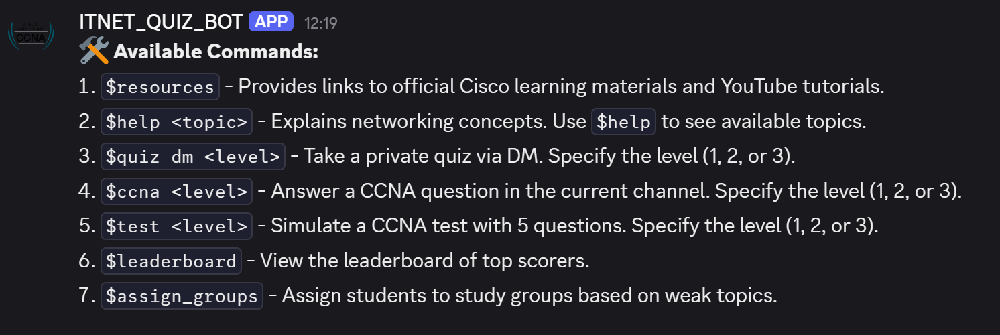 ITNET_QUIZ_BOT APP 12:19
CISCO
CERTIFIED
CCNA
Available Commands:
1. $resources - Provides links to official Cisco learning materials and YouTube tutorials.
2. $help <topic> - Explains networking concepts. Use $help to see available topics.
3. $quiz dm <level> - Take a private quiz via DM. Specify the level (1, 2, or 3).
4. $ccna <level> - Answer a CCNA question in the current channel. Specify the level (1, 2, or 3).
5. $test <level> - Simulate a CCNA test with 5 questions. Specify the level (1, 2, or 3).
6. $leaderboard - View the leaderboard of top scorers.
7. $assign_groups - Assign students to study groups based on weak topics.